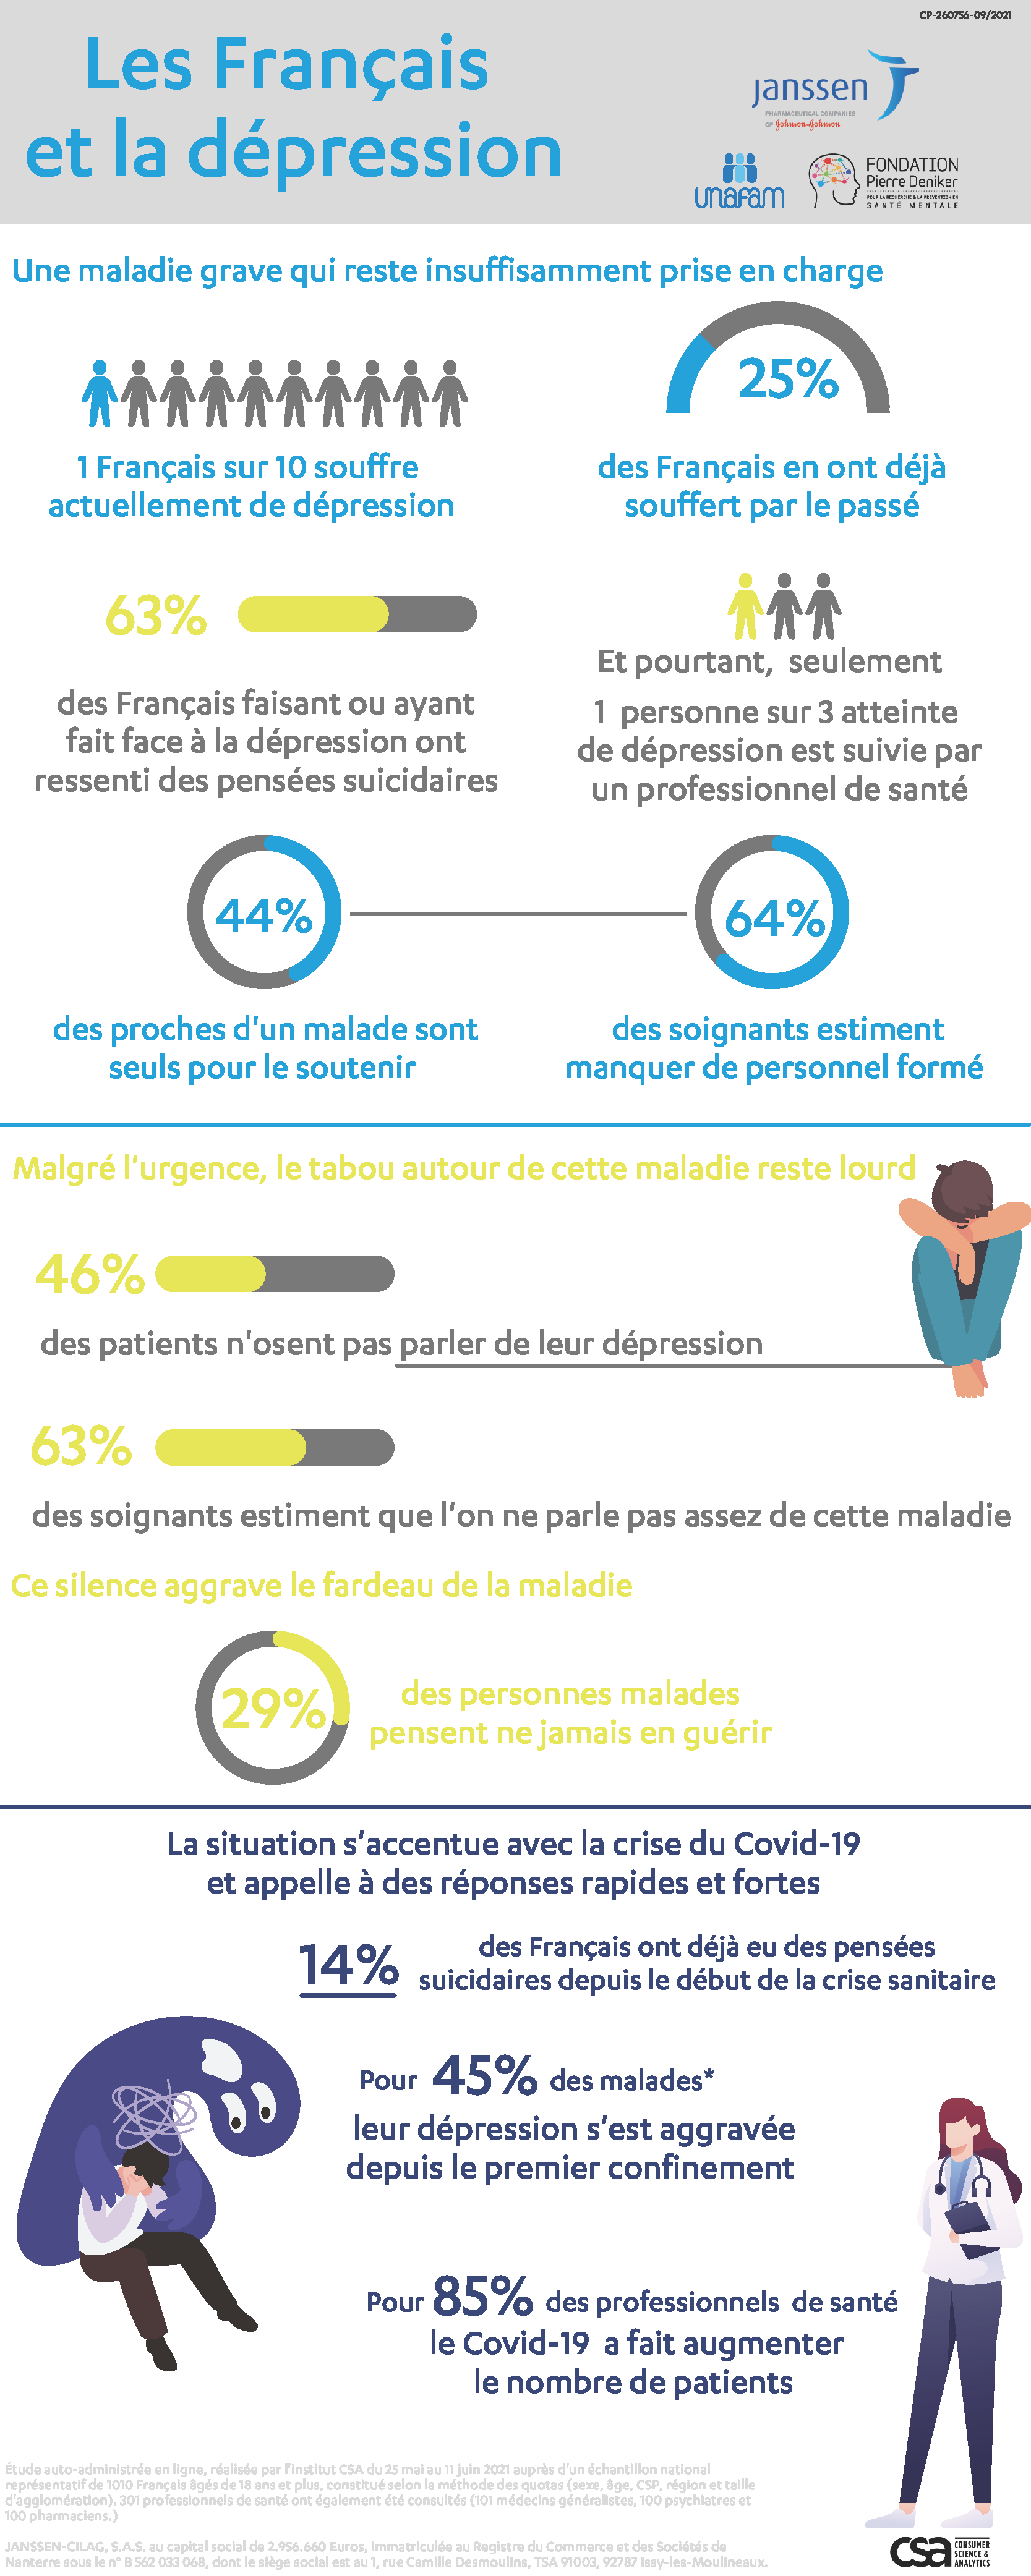 CP-260756-09/2021
Les Français
et la dépression
janssen
PHARMACEUTICAL COMPANIES
OF Johnson & Johnson
unafam
FONDATION
Pierre Deniker
POUR LA RECHERCHE & LA PRÉVENTION EN
SANTÉ MENTALE
Une maladie grave qui reste insuffisamment prise en charge
25%
1 Français sur 10 souffre
actuellement de dépression
des Français en ont déjà
souffert par le passé
63%
des Français faisant ou ayant
fait face à la dépression ont
ressenti des pensées suicidaires
Et pourtant, seulement
1 personne sur 3 atteinte
de dépression est suivie par
un professionnel de santé
44%
64%
des proches d'un malade sont
seuls pour le soutenir
des soignants estiment
manquer de personnel formé
Malgré l'urgence, le tabou autour de cette maladie reste lourd
46%
des patients n'osent pas parler de leur dépression
63%
des soignants estiment que l'on ne parle pas assez de cette maladie
Ce silence aggrave le fardeau de la maladie
29%
des personnes malades
pensent ne jamais en guérir
La situation s'accentue avec la crise du Covid-19
et appelle à des réponses rapides et fortes
14%
des Français ont déjà eu des pensées
suicidaires depuis le début de la crise sanitaire
Pour 45% des malades*
leur dépression s'est aggravée
depuis le premier confinement
Pour 85% des professionnels de santé
le Covid-19 a fait augmenter
le nombre de patients
Étude auto-administrée en ligne, réalisée par l'Institut CSA du 25 mai au 11 juin 2021 auprès d'un échantillon national
représentatif de 1010 Français âgés de 18 ans et plus, constitué selon la méthode des quotas (sexe, âge, CSP, région et taille
d'agglomération). 301 professionnels de santé ont également été consultés (101 médecins généralistes, 100 psychiatres et
100 pharmaciens.)
JANSSEN-CILAG, S.A.S. au capital social de 2.956.660 Euros, immatriculée au Registre du Commerce et des Sociétés de
Nanterre sous le n° B 562 033 068, dont le siège social est au 1, rue Camille Desmoulins, TSA 91003, 92787 Issy-les-Moulineaux.
csa
CONSUMER
SCIENCE &
ANALYTICS